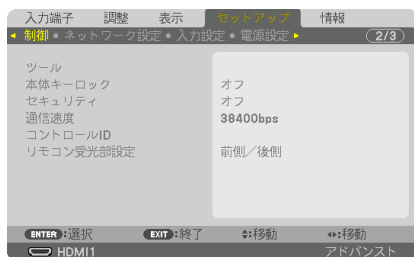 入力端子 調整 表示 セットアップ 情報
制御 • ネットワーク設定 • 入力設定 • 電源設定 2/3
ツール
本体キーロック オフ
セキュリティ オフ
通信速度 38400bps
コントロールID
リモコン受光部設定 前側／後側
ENTER:選択 EXIT:終了 :移動 :移動
HDMI1 アドバンスト